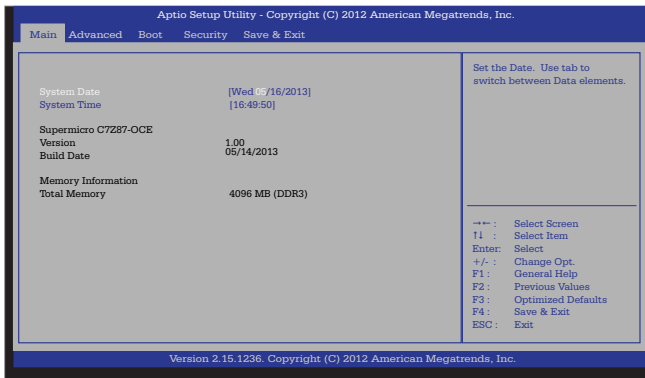 Aptio Setup Utility - Copyright (C) 2012 American Megatrends, Inc.
Main Advanced Boot Security Save & Exit
System Date [Wed 05/16/2013]
System Time [16:49:50]
Supermicro C7Z87-OCE
Version 1.00
Build Date 05/14/2013
Memory Information
Total Memory 4096 MB (DDR3)
Set the Date. Use tab to
switch between Data elements.
→← : Select Screen
↑↓ : Select Item
Enter: Select
+/- : Change Opt.
F1 : General Help
F2 : Previous Values
F3 : Optimized Defaults
F4 : Save & Exit
ESC : Exit
Version 2.15.1236. Copyright (C) 2012 American Megatrends, Inc.